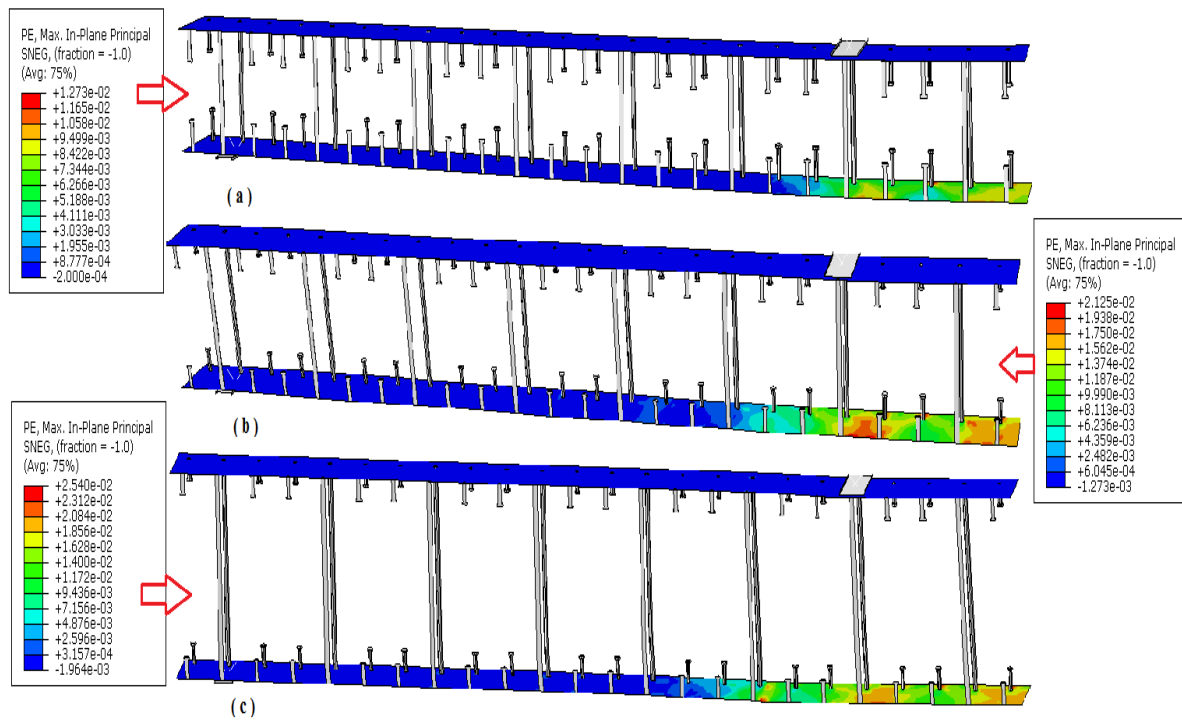 PE, Max. In-Plane Principal
SNEG, (fraction = -1.0)
(Avg: 75%)
+1.273e-02
+1.165e-02
+1.058e-02
+9.499e-03
+8.422e-03
+7.344e-03
+6.266e-03
+5.188e-03
+4.111e-03
+3.033e-03
+1.955e-03
+8.777e-04
-2.000e-04
(a)
PE, Max. In-Plane Principal
SNEG, (fraction = -1.0)
(Avg: 75%)
+2.125e-02
+1.938e-02
+1.750e-02
+1.562e-02
+1.374e-02
+1.187e-02
+9.990e-03
+8.113e-03
+6.236e-03
+4.359e-03
+2.482e-03
+6.045e-04
-1.273e-03
(b)
PE, Max. In-Plane Principal
SNEG, (fraction = -1.0)
(Avg: 75%)
+2.540e-02
+2.312e-02
+2.084e-02
+1.856e-02
+1.628e-02
+1.400e-02
+1.172e-02
+9.436e-03
+7.156e-03
+4.876e-03
+2.596e-03
+3.157e-04
-1.964e-03
(c)